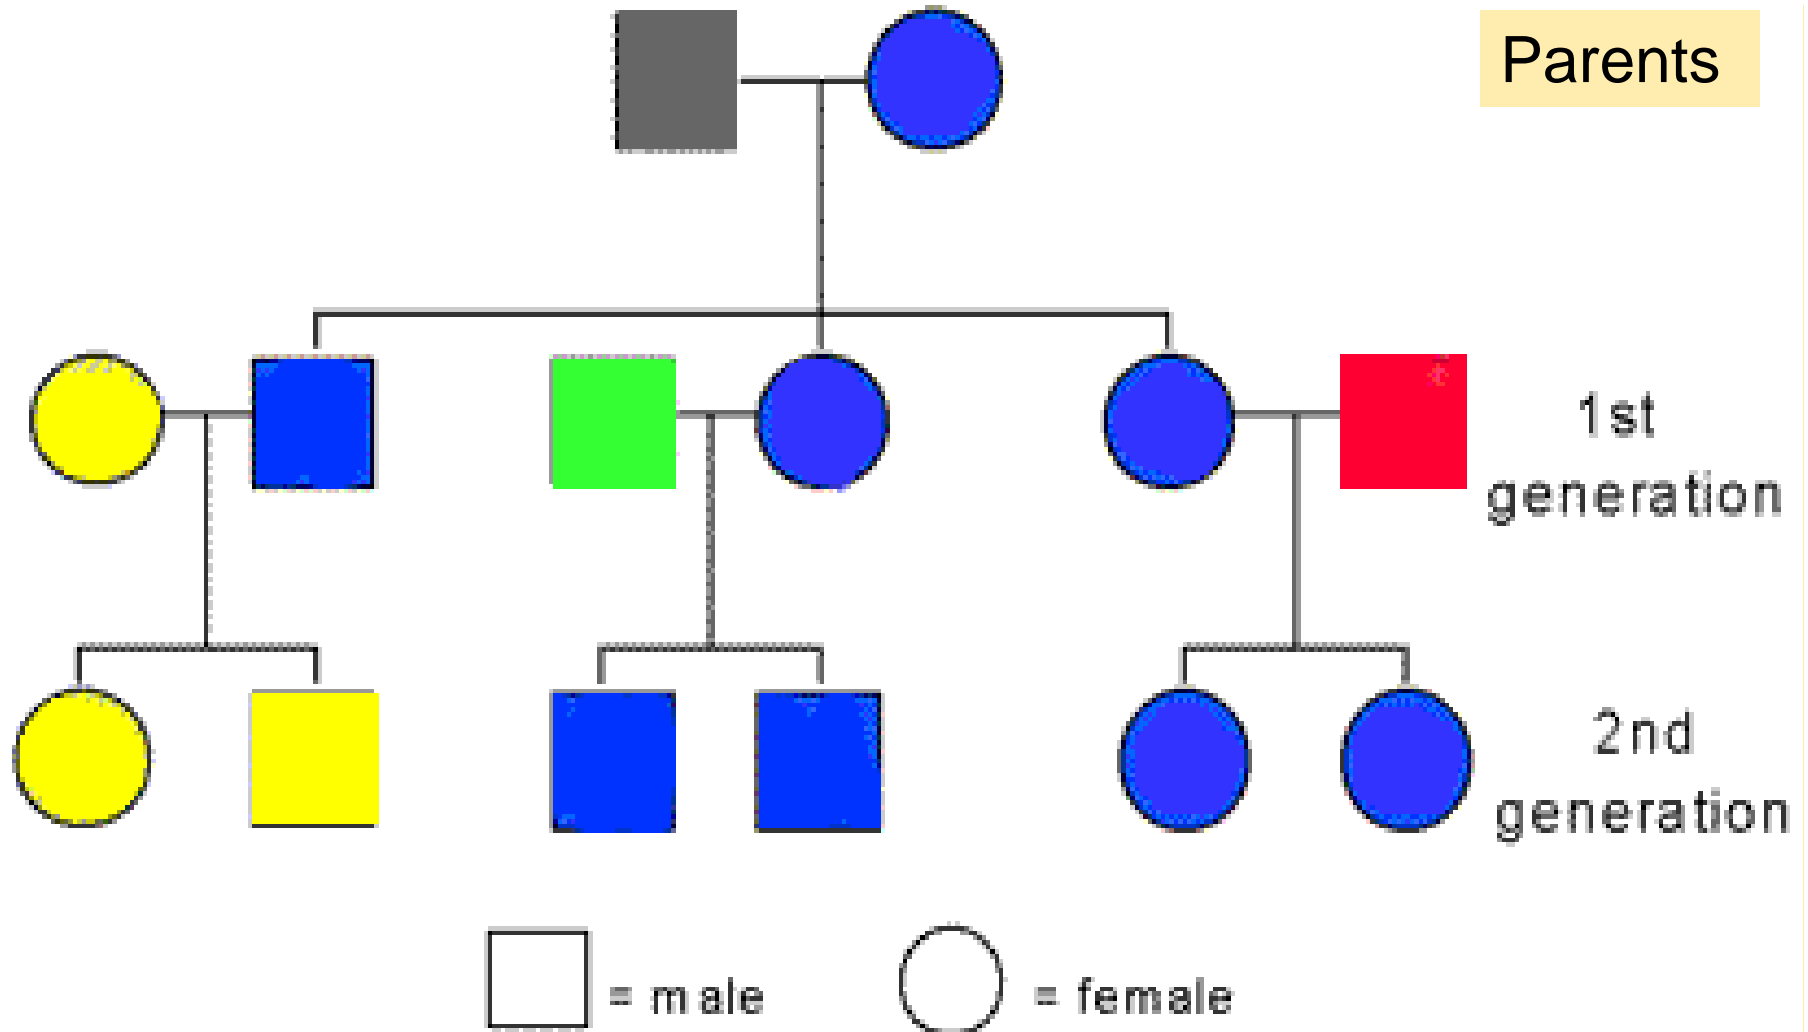 Parents
1st
generation
2nd
generation
= male
= female